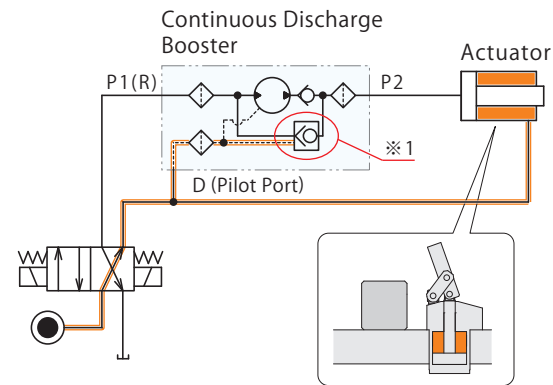 Continuous Discharge
Booster
Actuator
P1(R)
P2
※1
D (Pilot Port)